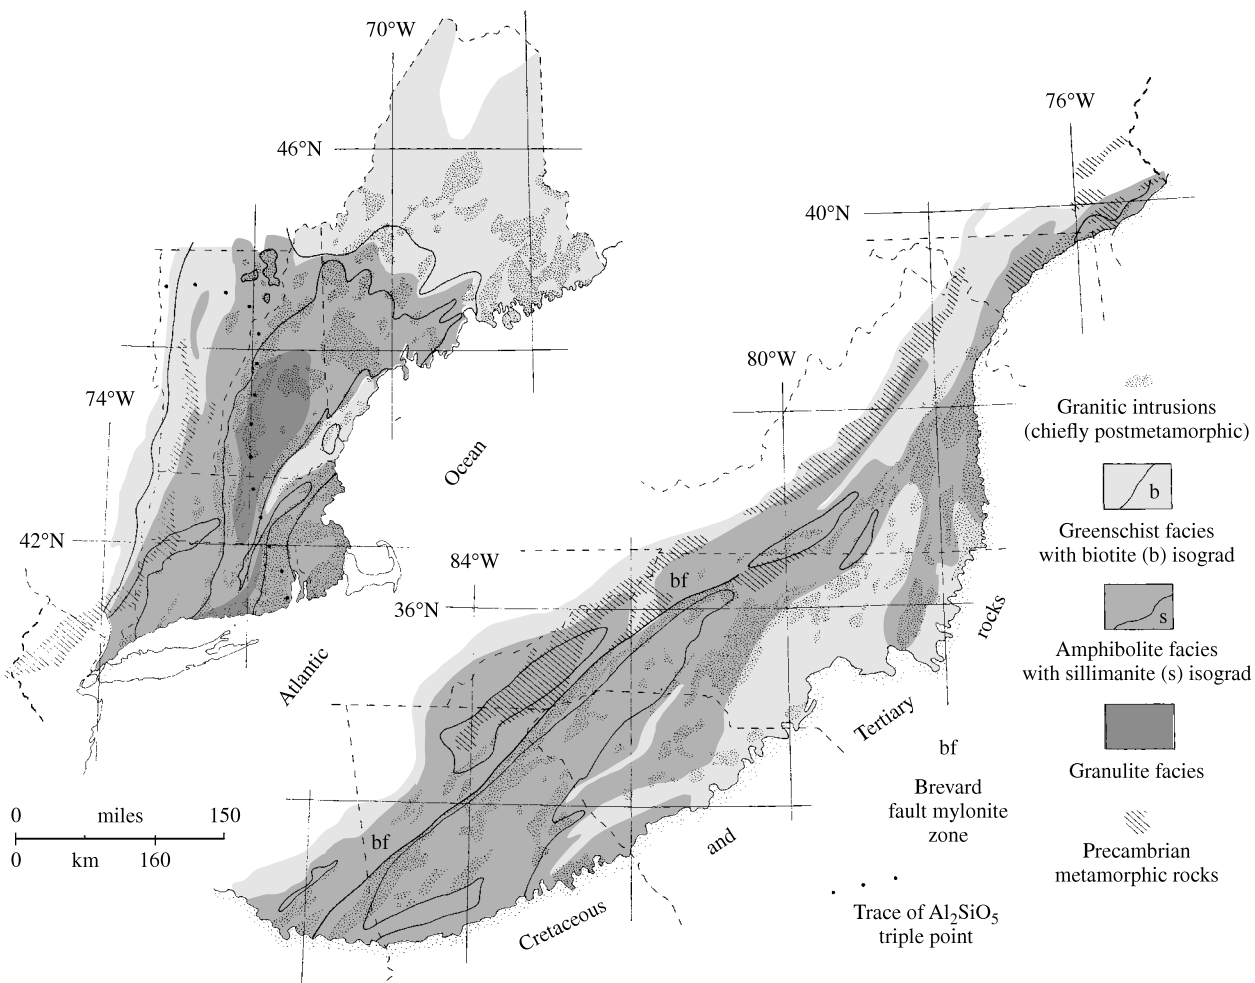 70°W
76°W
46°N
40°N
80°W
74°W
Ocean
Granitic intrusions
(chiefly postmetamorphic)
b
Greenschist facies
with biotite (b) isograd
42°N
84°W
bf
36°N
rocks
s
Amphibolite facies
with sillimanite (s) isograd
Atlantic
Tertiary
bf
Granulite facies
Brevard
fault mylonite
zone
0 miles 150
0 km 160
bf
and
Precambrian
metamorphic rocks
Cretaceous
Trace of Al₂SiO₅
triple point